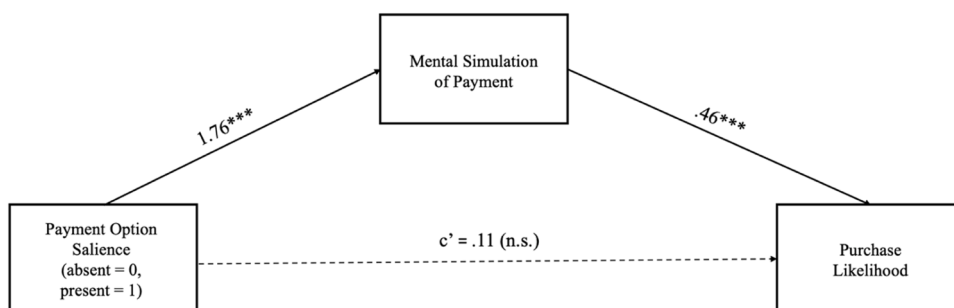 Mental Simulation
of Payment
1.76***
.46***
Payment Option
Salience
(absent = 0,
present = 1)
c’ = .11 (n.s.)
Purchase
Likelihood